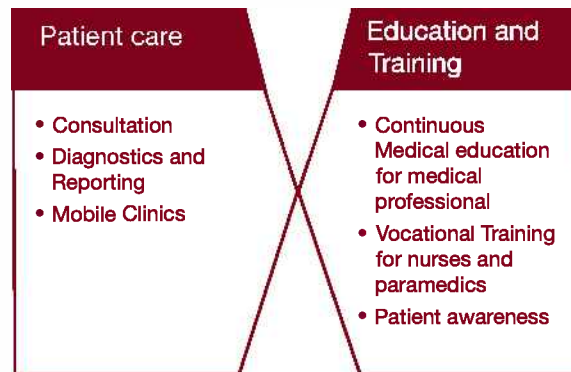 Patient care
• Consultation
• Diagnostics and
Reporting
• Mobile Clinics
Education and
Training
• Continuous
Medical education
for medical
professional
• Vocational Training
for nurses and
paramedics
• Patient awareness